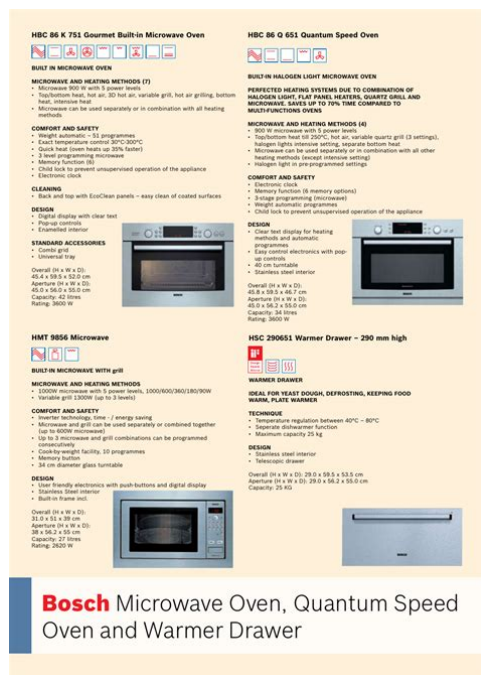 HBC 86 K 751 Gourmet Built-in Microwave Oven
BUILT IN MICROWAVE OVEN
MICROWAVE AND HEATING METHODS (7)
• Microwave 900 W with 5 power levels
• Top/bottom heat, hot air, 3D hot air, variable grill, hot air grilling, bottom
heat, intensive heat
• Microwave can be used separately or in combination with all heating
methods
COMFORT AND SAFETY
• Weight automatic – 51 programmes
• Exact temperature control 30°C-300°C
• Quick heat (oven heats up 35% faster)
• 3 level programming microwave
• Memory function (6)
• Child lock to prevent unsupervised operation of the appliance
• Electronic clock
CLEANING
• Back and top with EcoClean panels – easy clean of coated surfaces
DESIGN
• Digital display with clear text
• Pop-up controls
• Enamelled interior
STANDARD ACCESSORIES
• Combi grid
• Universal tray
Overall (H x W x D):
45.4 x 59.5 x 52.0 cm
Aperture (H x W x D):
45.0 x 56.0 x 55.0 cm
Capacity: 42 litres
Rating: 3600 W
HBC 86 Q 651 Quantum Speed Oven
BUILT-IN HALOGEN LIGHT MICROWAVE OVEN
PERFECTED HEATING SYSTEMS DUE TO COMBINATION OF
HALOGEN LIGHT, FLAT PANEL HEATERS, QUARTZ GRILL AND
MICROWAVE. SAVES UP TO 70% TIME COMPARED TO
MULTI-FUNCTIONS OVENS
MICROWAVE AND HEATING METHODS (4)
• 900 W microwave with 5 power levels
• Top/bottom heat till 250°C, hot air, variable quartz grill (3 settings),
halogen lights intensive setting, separate bottom heat
• Microwave can be used separately or in combination with all other
heating methods (except intensive setting)
• Halogen light in pre-programmed settings
COMFORT AND SAFETY
• Electronic clock
• Memory function (6 memory options)
• 3-stage programming (microwave)
• Weight automatic programmes
• Child lock to prevent unsupervised operation of the appliance
DESIGN
• Clear text display for heating
methods and automatic
programmes
• Easy control electronics with pop-
up controls
• 40 cm turntable
• Stainless steel interior
Overall (H x W x D):
45.8 x 59.5 x 46.7 cm
Aperture (H x W x D):
45.0 x 56.2 x 55.0 cm
Capacity: 34 litres
Rating: 3600 W
HMT 9856 Microwave
BUILT-IN MICROWAVE WITH grill
MICROWAVE AND HEATING METHODS
• 1000W microwave with 5 power levels, 1000/600/360/180/90W
• Variable grill 1300W (up to 3 levels)
COMFORT AND SAFETY
• Inverter technology, time - / energy saving
• Microwave and grill can be used separately or combined together
(up to 600W microwave)
• Up to 3 microwave and grill combinations can be programmed
consecutively
• Cook-by-weight facility, 10 programmes
• Memory button
• 34 cm diameter glass turntable
DESIGN
• User friendly electronics with push-buttons and digital display
• Stainless Steel interior
• Built-in frame incl.
Overall (H x W x D):
31.0 x 51 x 39 cm
Aperture (H x W x D):
38 x 56.2 x 55 cm
Capacity: 27 litres
Rating: 2620 W
HSC 290651 Warmer Drawer – 290 mm high
WARMER DRAWER
IDEAL FOR YEAST DOUGH, DEFROSTING, KEEPING FOOD
WARM, PLATE WARMER
TECHNIQUE
• Temperature regulation between 40°C – 80°C
• Seperate dishwarmer function
• Maximum capacity 25 kg
DESIGN
• Stainless steel interior
• Telescopic drawer
Overall (H x W x D): 29.0 x 59.5 x 53.5 cm
Aperture (H x W x D): 29.0 x 56.2 x 55.0 cm
Capacity: 25 KG
Bosch Microwave Oven, Quantum Speed
Oven and Warmer Drawer